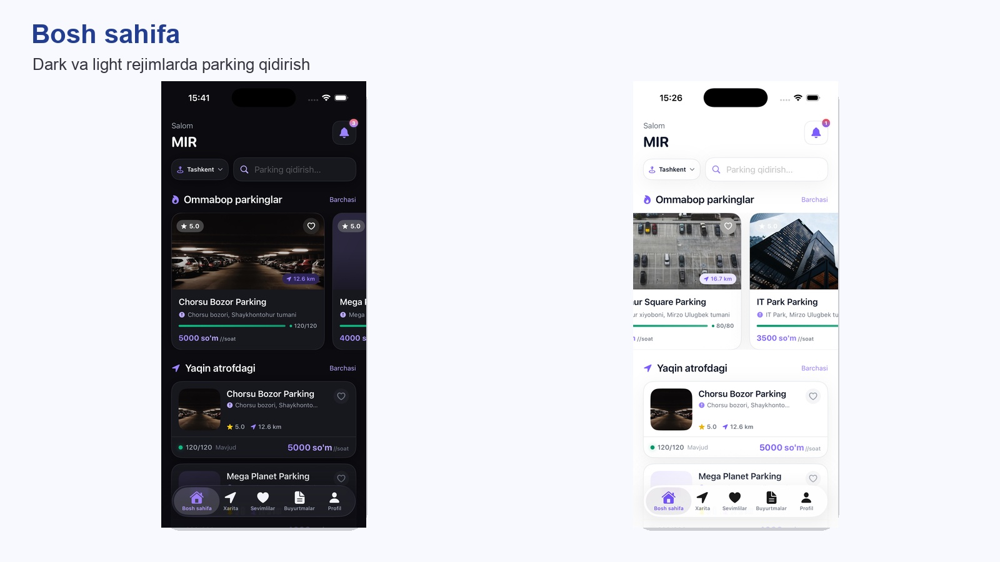 Bosh sahifa
Dark va light rejimlarda parking qidirish
15:41
Salom
MIR
3
Tashkent
Parking qidirish...
Ommabop parkinglar
Barchasi
5.0
5.0
12.6 km
Chorsu Bozor Parking
Mega
Chorsu bozori, Shaykhontohur tumani
Mega
120/120
5000 so'm //soat
4000 s
Yaqin atrofdagi
Barchasi
Chorsu Bozor Parking
Chorsu bozori, Shaykhonto...
5.0
12.6 km
120/120 Mavjud
5000 so'm //soat
Mega Planet Parking
Bosh sahifa
Xarita
Sevimlilar
Buyurtmalar
Profil
15:26
Salom
MIR
1
Tashkent
Parking qidirish...
Ommabop parkinglar
Barchasi
5.0
16.7 km
ur Square Parking
IT Park Parking
ur xiyoboni, Mirzo Ulugbek tumani
IT Park, Mirzo Ulugbek tu
80/80
//soat
3500 so'm //soat
Yaqin atrofdagi
Barchasi
Chorsu Bozor Parking
Chorsu bozori, Shaykhonto...
5.0
12.6 km
120/120 Mavjud
5000 so'm //soat
Mega Planet Parking
Bosh sahifa
Xarita
Sevimlilar
Buyurtmalar
Profil